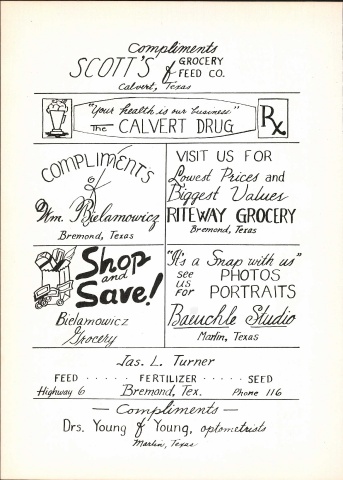 Compliments
SCOTT'S & GROCERY
FEED CO.
Calvert, Texas
"Your health is our business"
The CALVERT DRUG
Rx
COMPLIMENTS
of
Wm. Bielamowicz
Bremond, Texas
VISIT US FOR
Lowest Prices and
Biggest Values
RITEWAY GROCERY
Bremond, Texas
Shop
and
Save!
Bielamowicz
Grocery
"It's a Snap with us"
see PHOTOS
us
FOR PORTRAITS
Baeuchle Studio
Marlin, Texas
Jas. L. Turner
FEED ..... FERTILIZER ..... SEED
Highway 6 Bremond, Tex. Phone 116
— Compliments —
Drs. Young & Young, optometrists
Marlin, Texas